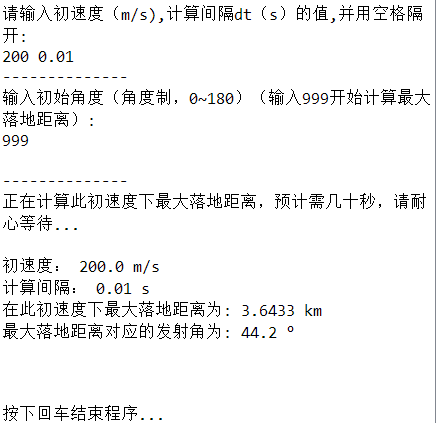 请输入初速度（m/s),计算间隔dt（s）的值,并用空格隔
开:
200 0.01
--------------
输入初始角度（角度制，0~180）（输入999开始计算最大
落地距离）:
999
--------------
正在计算此初速度下最大落地距离，预计需几十秒，请耐
心等待...
初速度： 200.0 m/s
计算间隔： 0.01 s
在此初速度下最大落地距离为: 3.6433 km
最大落地距离对应的发射角为: 44.2 º
按下回车结束程序...